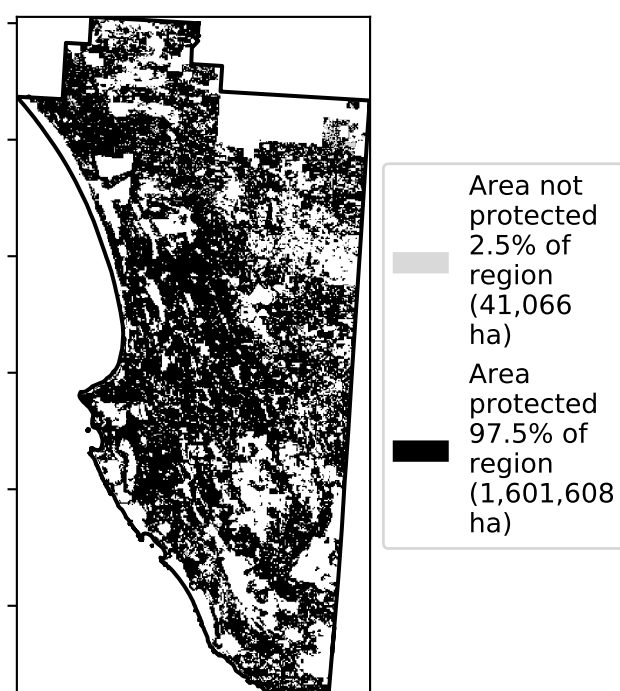 Area not
protected
2.5% of
region
(41,066
ha)
Area
protected
97.5% of
region
(1,601,608
ha)